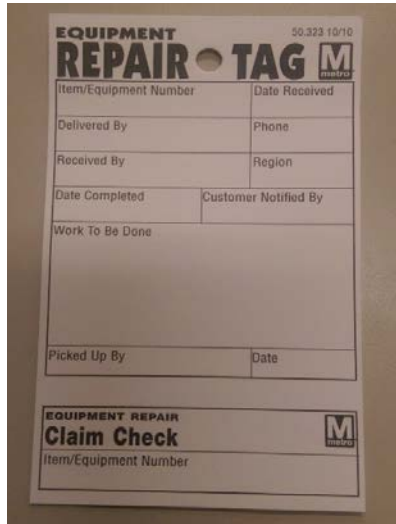 EQUIPMENT 50.323 10/10
REPAIR TAG M metro
Item/Equipment Number Date Received
Delivered By Phone
Received By Region
Date Completed Customer Notified By
Work To Be Done
Picked Up By Date
EQUIPMENT REPAIR
Claim Check M metro
Item/Equipment Number